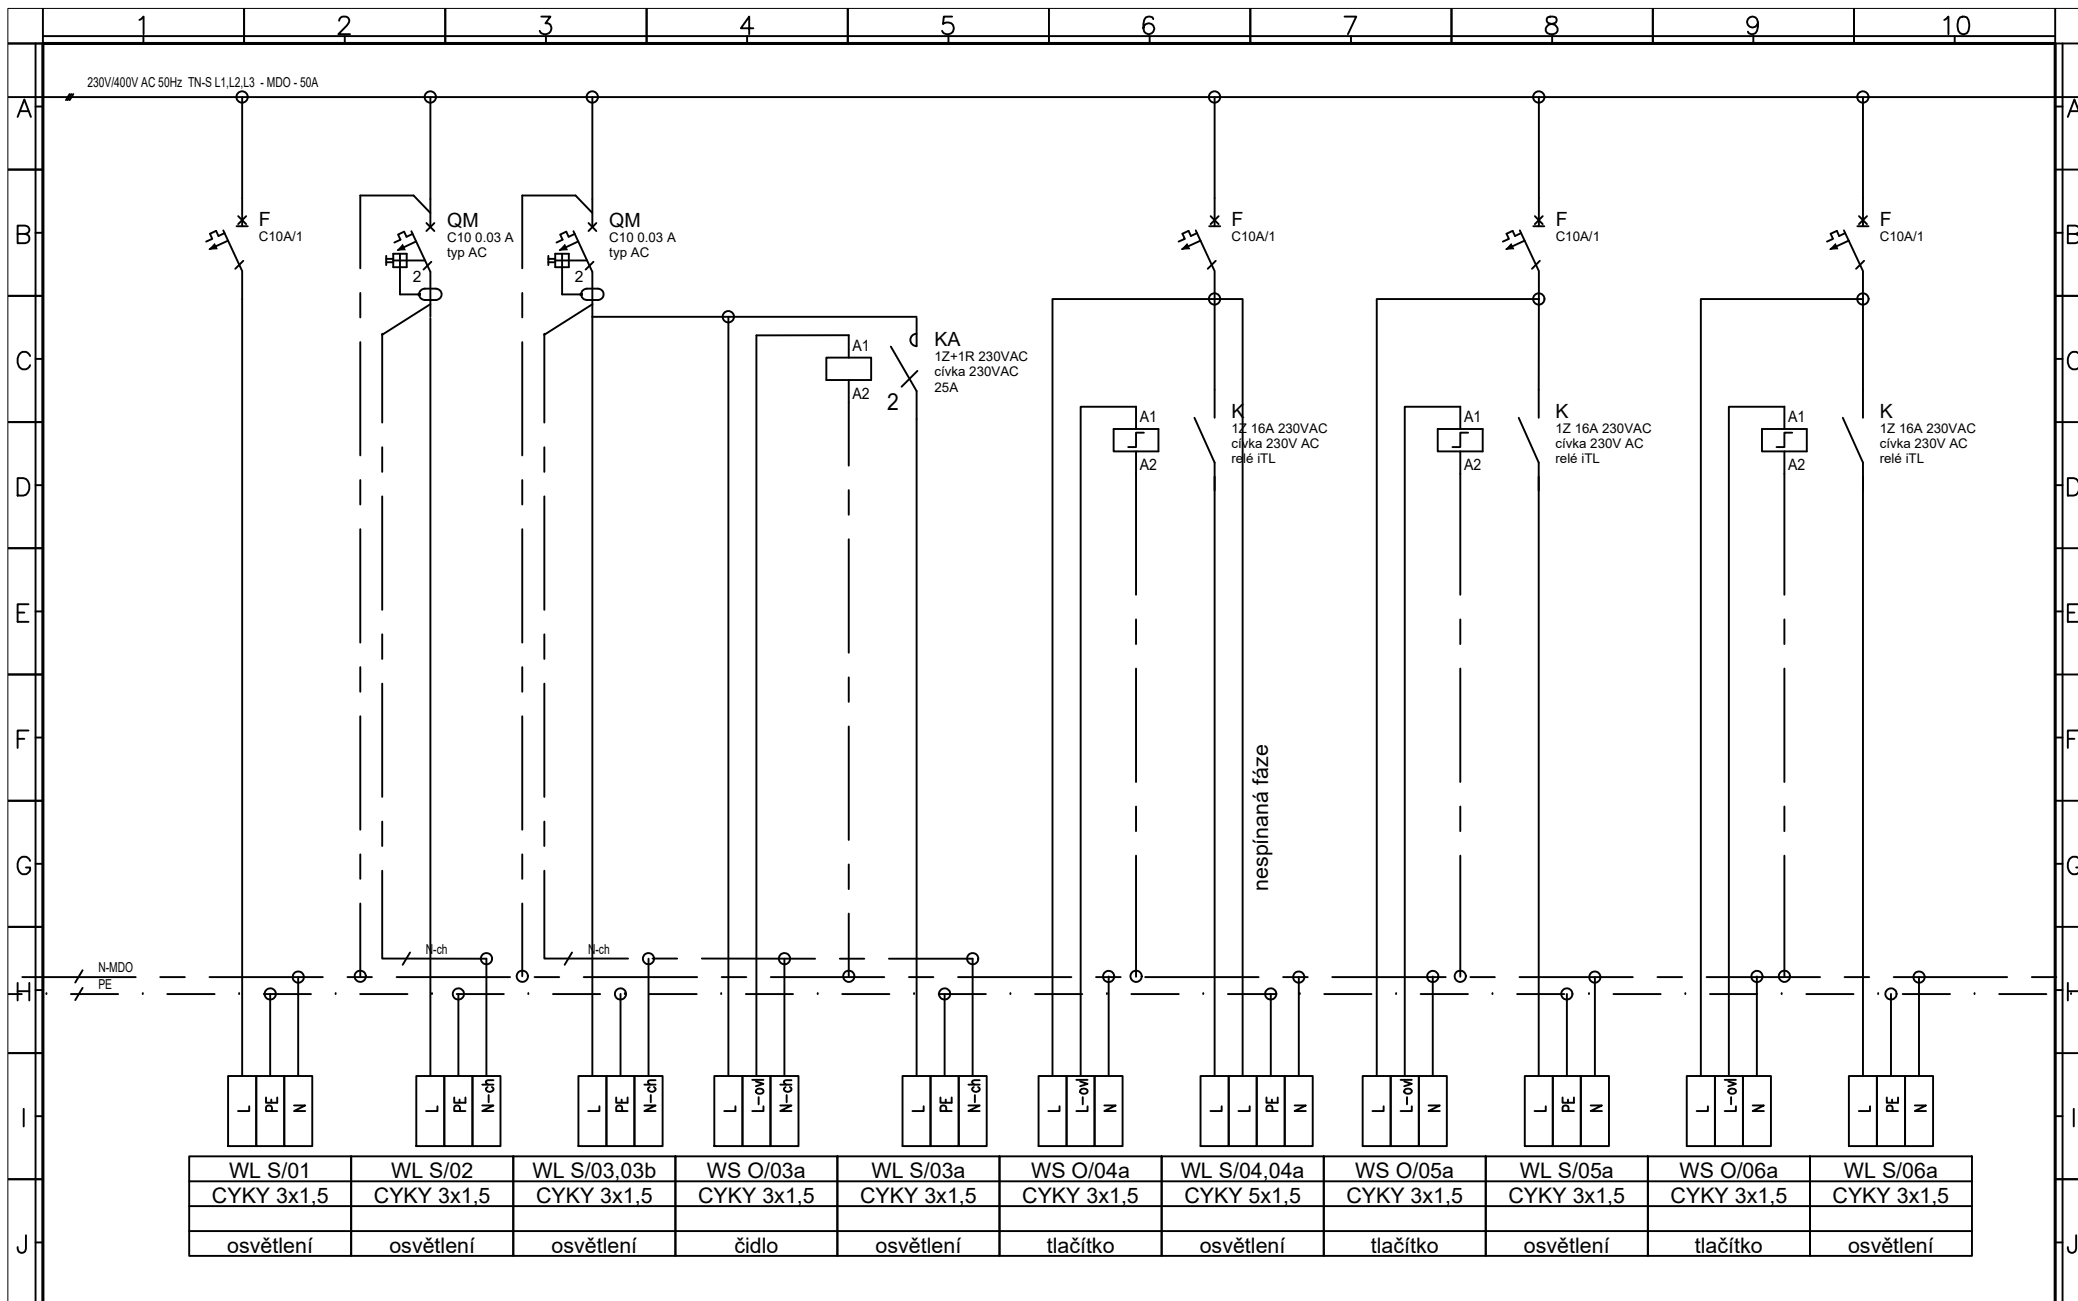 1 2 3 4 5 6 7 8 9 10
230V/400V AC 50Hz TN-S L1,L2,L3 - MDO - 50A
A A
B B
F
C10A/1
QM
C10 0.03 A
typ AC
2
QM
C10 0.03 A
typ AC
2
F
C10A/1
F
C10A/1
F
C10A/1
C C
A1
A2
KA
1Z+1R 230VAC
cívka 230VAC
25A
2
A1
A2
K
1Z 16A 230VAC
cívka 230V AC
relé iTL
A1
A2
K
1Z 16A 230VAC
cívka 230V AC
relé iTL
A1
A2
K
1Z 16A 230VAC
cívka 230V AC
relé iTL
D D
E E
F F
nespínaná fáze
G G
N-ch N-ch
N-MDO
PE
H H
L PE N L PE N-ch L PE N-ch L L-ovl N-ch L PE N-ch L L-ovl N L L PE N L L-ovl N L PE N L L-ovl N L PE N
I I
WL S/01 WL S/02 WL S/03,03b WS O/03a WL S/03a WS O/04a WL S/04,04a WS O/05a WL S/05a WS O/06a WL S/06a
CYKY 3x1,5 CYKY 3x1,5 CYKY 3x1,5 CYKY 3x1,5 CYKY 3x1,5 CYKY 3x1,5 CYKY 5x1,5 CYKY 3x1,5 CYKY 3x1,5 CYKY 3x1,5 CYKY 3x1,5
osvětlení osvětlení osvětlení čidlo osvětlení tlačítko osvětlení tlačítko osvětlení tlačítko osvětlení
J J